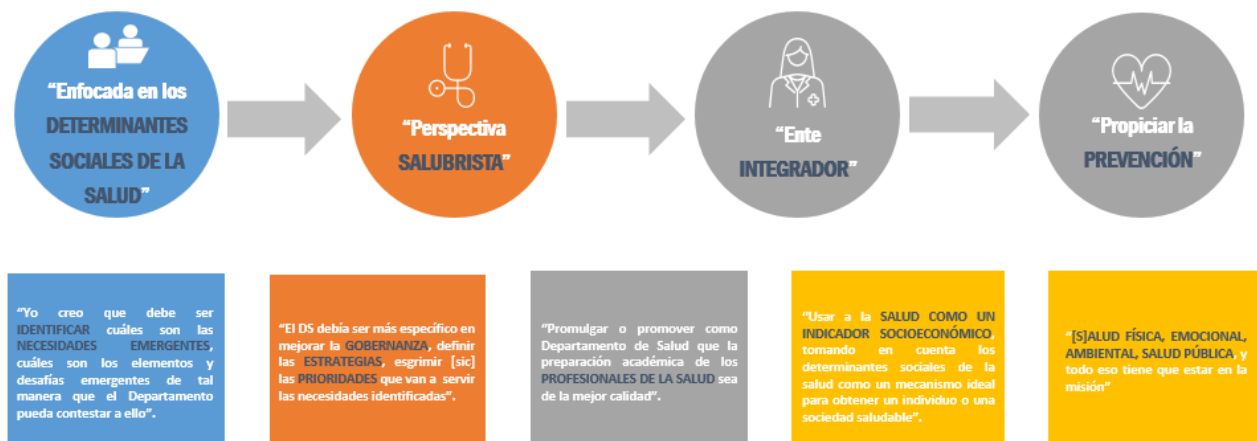 “Enfocada en los
DETERMINANTES
SOCIALES DE LA
SALUD”
“Perspectiva
SALUBRISTA”
“Ente
INTEGRADOR”
“Propiciar la
PREVENCIÓN”
“Yo creo que debe ser
IDENTIFICAR cuáles son las
NECESIDADES EMERGENTES,
cuáles son los elementos y
desafías emergentes de tal
manera que el Departamento
pueda contestar a ello”.
“El DS debía ser más específico en
mejorar la GOBERNANZA, definir
las ESTRATEGIAS, esgrimir [sic]
las PRIORIDADES que van a servir
las necesidades identificadas”.
“Promulgar o promover como
Departamento de Salud que la
preparación académica de los
PROFESIONALES DE LA SALUD sea
de la mejor calidad”.
“Usar a la SALUD COMO UN
INDICADOR SOCIOECONÓMICO,
tomando en cuenta los
determinantes sociales de la
salud como un mecanismo ideal
para obtener un individuo o una
sociedad saludable”.
“[S]ALUD FÍSICA, EMOCIONAL,
AMBIENTAL, SALUD PÚBLICA, y
todo eso tiene que estar en la
misión”